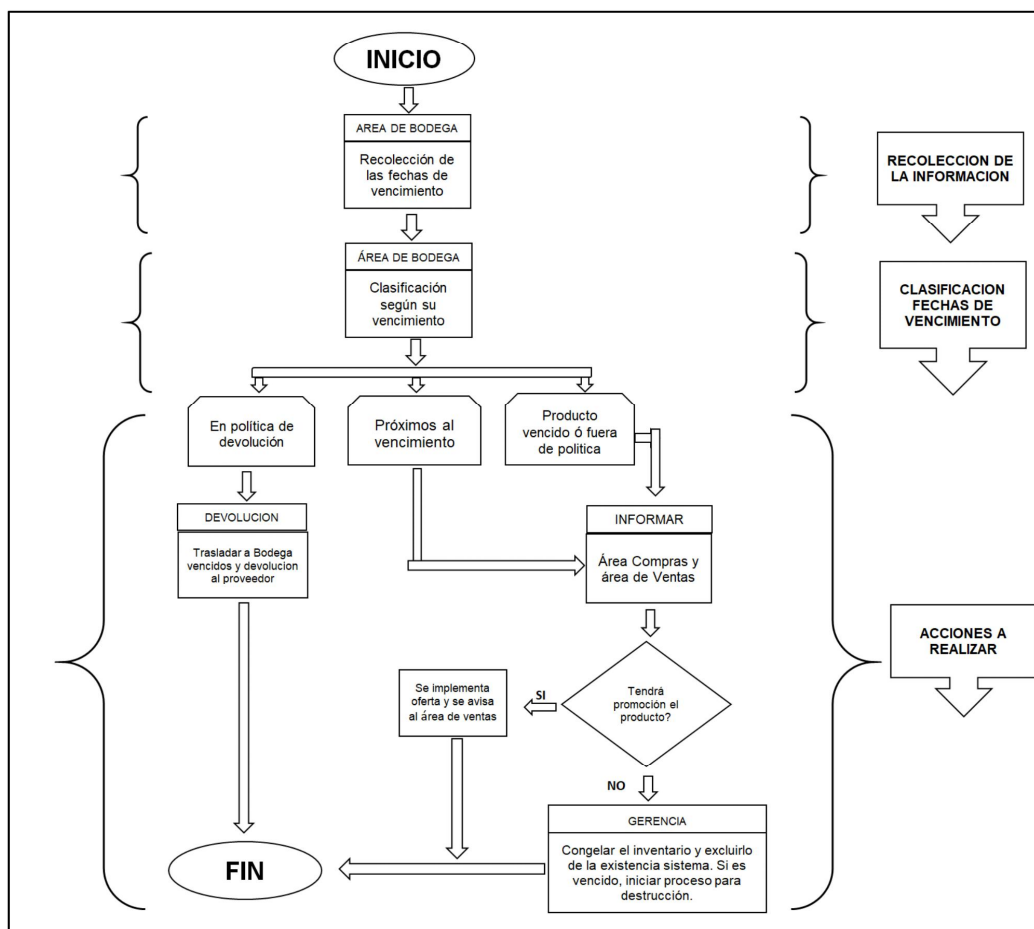 INICIO
AREA DE BODEGA
Recolección de
las fechas de
vencimiento
RECOLECCION DE
LA INFORMACION
ÁREA DE BODEGA
Clasificación
según su
vencimiento
CLASIFICACION
FECHAS DE
VENCIMIENTO
En política de
devolución
Próximos al
vencimiento
Producto
vencido ó fuera
de politica
DEVOLUCION
Trasladar a Bodega
vencidos y devolucion
al proveedor
INFORMAR
Área Compras y
área de Ventas
ACCIONES A
REALIZAR
Tendrá
promoción el
producto?
SI
Se implementa
oferta y se avisa
al área de ventas
NO
GERENCIA
Congelar el inventario y excluirlo
de la existencia sistema. Si es
vencido, iniciar proceso para
destrucción.
FIN